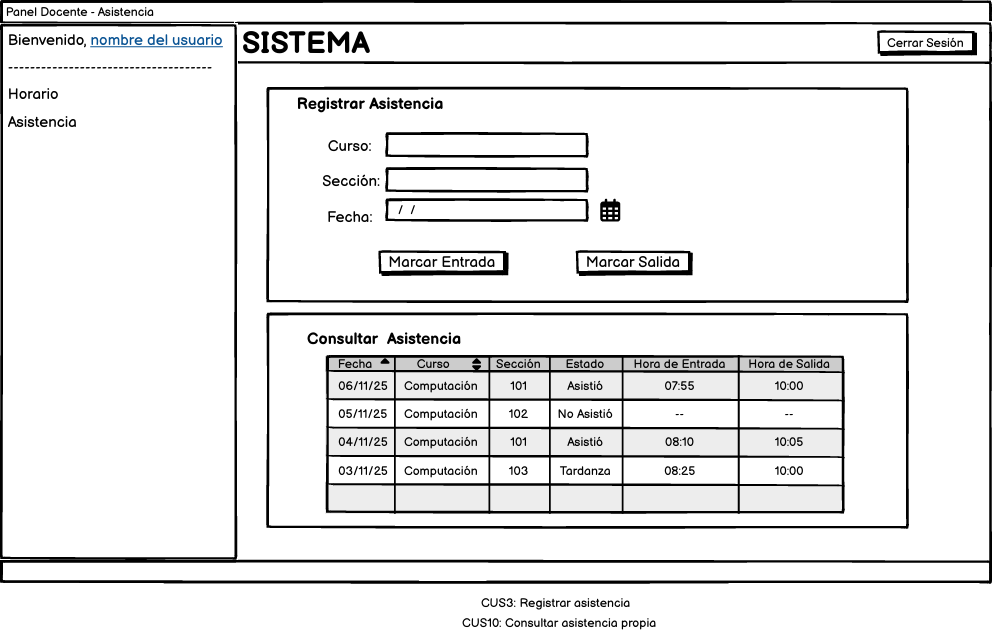 Panel Docente - Asistencia
Bienvenido, nombre del usuario
SISTEMA
Cerrar Sesión
------------------------------------
Horario
Asistencia
Registrar Asistencia
Curso:
Sección:
Fecha: / /
Marcar Entrada Marcar Salida
Consultar Asistencia
Fecha Curso Sección Estado Hora de Entrada Hora de Salida
06/11/25 Computación 101 Asistió 07:55 10:00
05/11/25 Computación 102 No Asistió -- --
04/11/25 Computación 101 Asistió 08:10 10:05
03/11/25 Computación 103 Tardanza 08:25 10:00
CUS3: Registrar asistencia
CUS10: Consultar asistencia propia